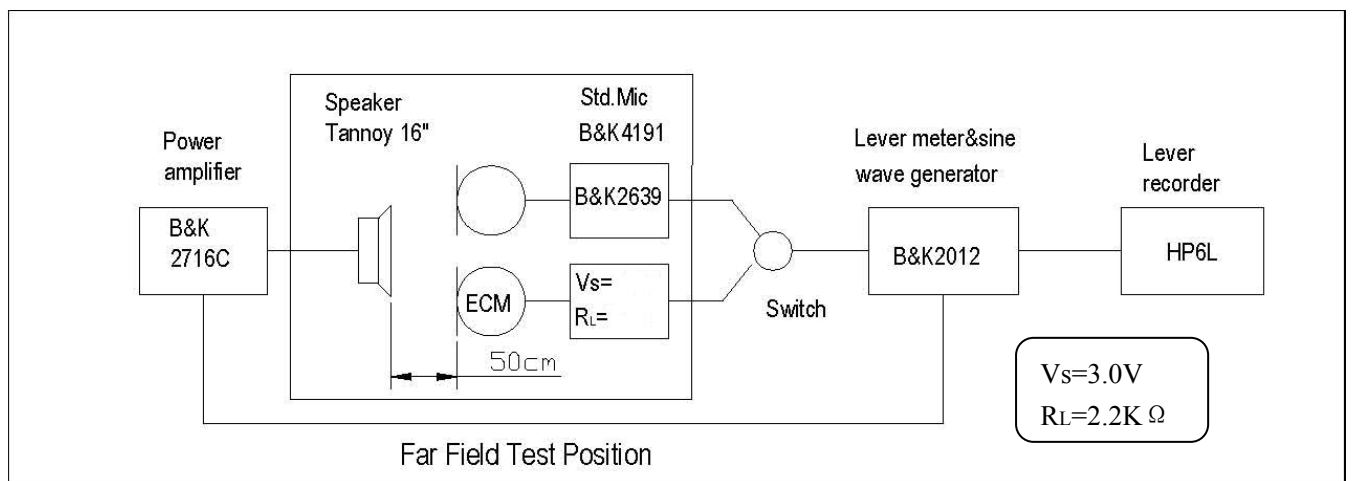 Speaker
Tannoy 16"
Std.Mic
B&K4191
Power
amplifier
Lever meter&sine
wave generator
Lever
recorder
B&K
2716C
B&K2639
B&K2012
HP6L
ECM
Vs=
RL=
Switch
50cm
Vs=3.0V
RL=2.2K Ω
Far Field Test Position